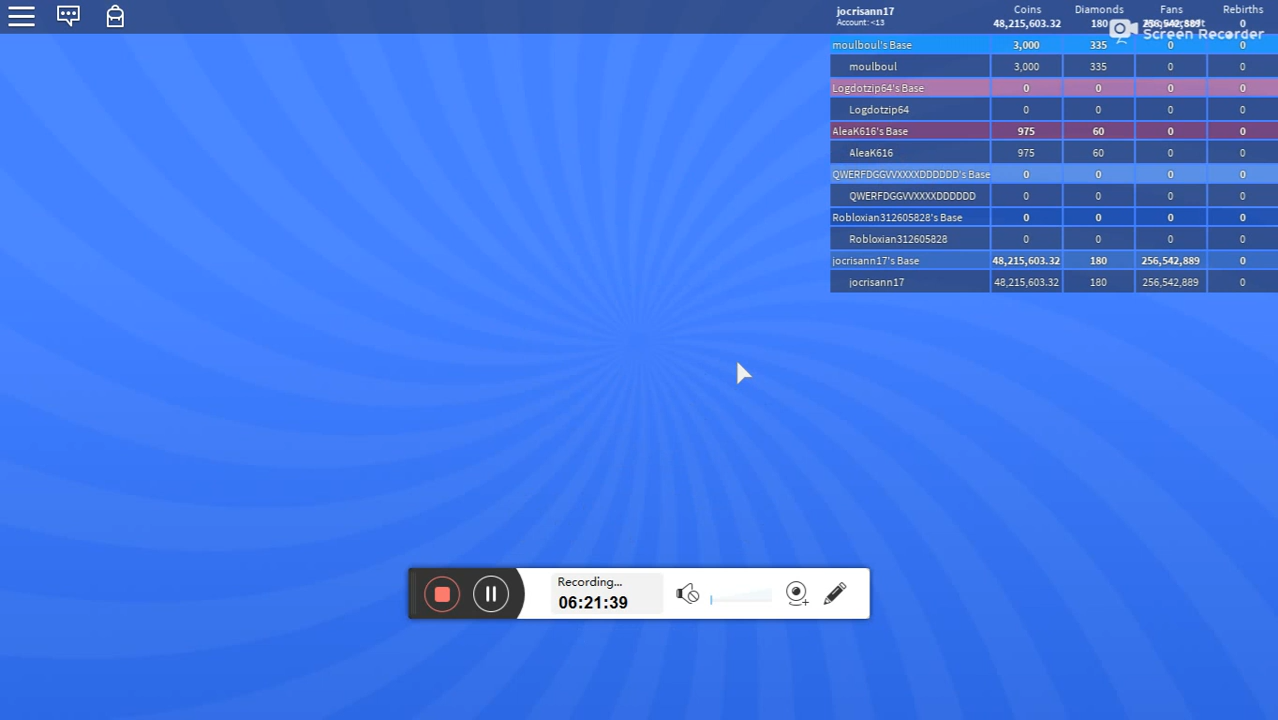 jocrisann17 Coins Diamonds Fans Rebirths
Account: <13 48,215,603.32 180 256,542,889 0
Screen Recorder
moulboul's Base 3,000 335 0 0
moulboul 3,000 335 0 0
Logdotzip64's Base 0 0 0 0
Logdotzip64 0 0 0 0
AleaK616's Base 975 60 0 0
AleaK616 975 60 0 0
QWERFDGGVVXXXXDDDDDD's Base 0 0 0 0
QWERFDGGVVXXXXDDDDDD 0 0 0 0
Robloxian312605828's Base 0 0 0 0
Robloxian312605828 0 0 0 0
jocrisann17's Base 48,215,603.32 180 256,542,889 0
jocrisann17 48,215,603.32 180 256,542,889 0
Recording...
06:21:39